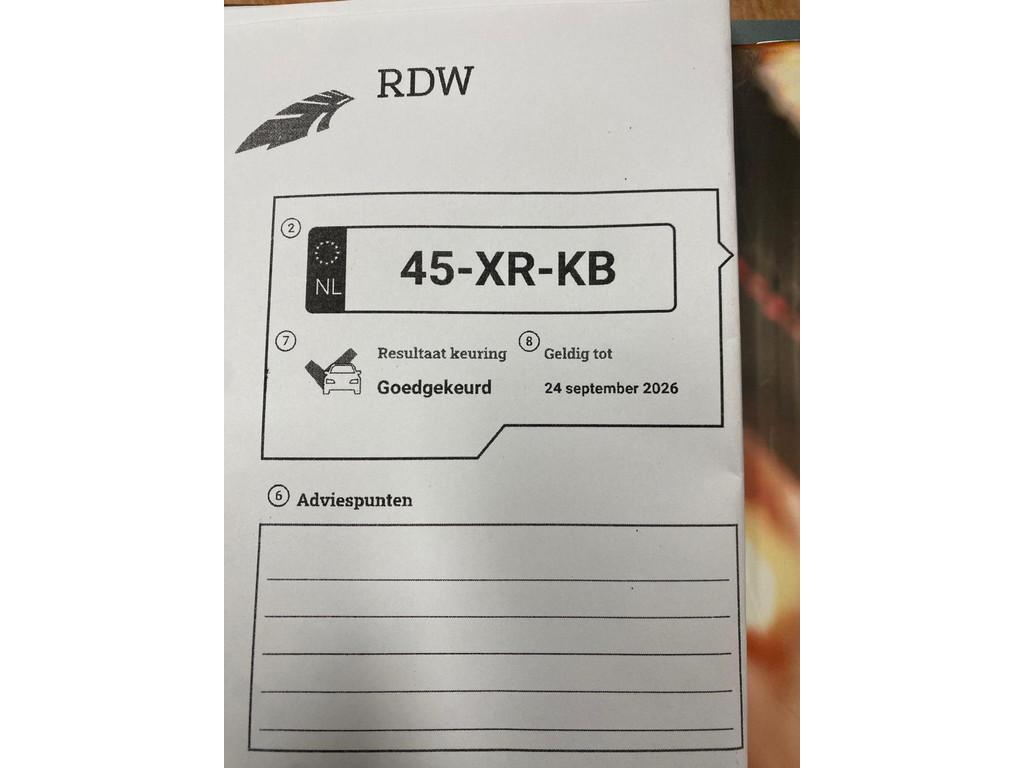 RDW
2
NL
45-XR-KB
7
Resultaat keuring
8
Geldig tot
Goedgekeurd
24 september 2026
6
Adviespunten